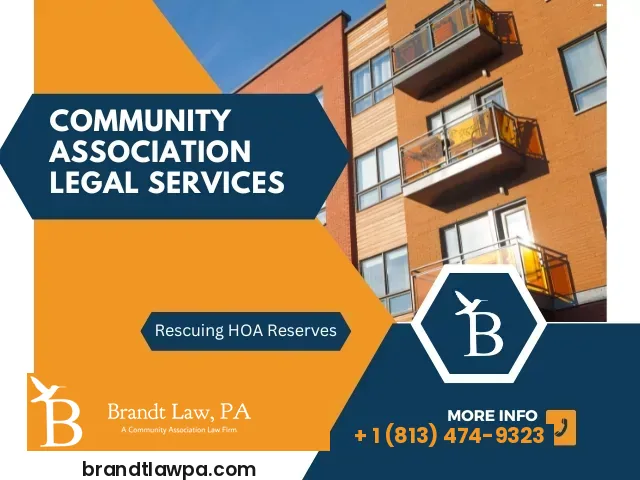 COMMUNITY
ASSOCIATION
LEGAL SERVICES
Rescuing HOA Reserves
B
B
Brandt Law, PA
A Community Association Law Firm
MORE INFO
+ 1 (813) 474-9323
brandtlawpa.com